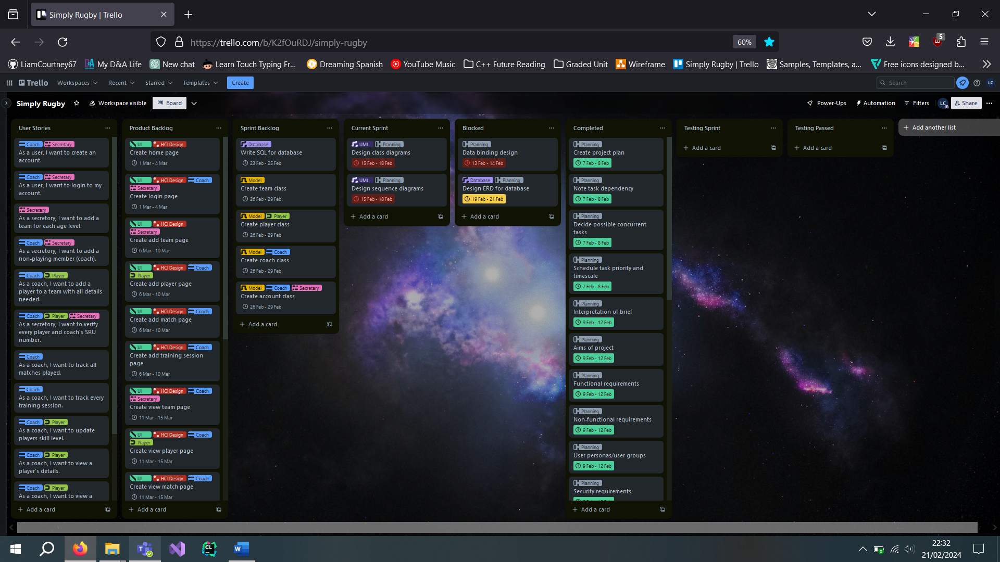 Simply Rugby | Trello
https://trello.com/b/K2fOuRDJ/simply-rugby
60%
5
LiamCourtney67
My D&A Life
New chat
Learn Touch Typing Fr...
Dreaming Spanish
YouTube Music
C++ Future Reading
Graded Unit
Wireframe
Simply Rugby | Trello
Samples, Templates, a...
Free icons designed b...
Trello
Workspaces
Recent
Starred
Templates
Create
Search
LC
Simply Rugby
Workspace visible
Board
Power-Ups
Automation
Filters
LC
Share
User Stories
Coach Secretary
As a user, I want to create an
account.
Coach Secretary
As a user, I want to login to my
account.
Secretary
As a secretory, I want to add a
team for each age level.
Coach Secretary
As a secretory, I want to add a
non-playing member (coach).
Coach Player
As a coach, I want to add a
player to a team with all details
needed.
Coach Player Secretary
As a secretory, I want to verify
every player and coach's SRU
number.
Coach
As a coach, I want to track all
matches played.
Coach
As a coach, I want to track every
training session.
Coach Player
As a coach, I want to update
players skill level.
Coach Player
As a coach, I want to view a
player's details.
Coach Player
As a coach, I want to view a
Add a card
Product Backlog
UI HCI Design
Create home page
1 Mar - 4 Mar
UI HCI Design Coach
Secretary
Create login page
1 Mar - 4 Mar
UI HCI Design
Secretary
Create add team page
6 Mar - 10 Mar
UI HCI Design Coach
Player
Create add player page
6 Mar - 10 Mar
UI HCI Design Coach
Create add match page
6 Mar - 10 Mar
UI HCI Design Coach
Create add training session
page
6 Mar - 10 Mar
UI HCI Design Coach
Secretary
Create view team page
11 Mar - 15 Mar
UI HCI Design Coach
Player
Create view player page
11 Mar - 15 Mar
UI HCI Design Coach
Create view match page
11 Mar - 15 Mar
Add a card
Sprint Backlog
Database
Write SQL for database
23 Feb - 25 Feb
Model
Create team class
26 Feb - 29 Feb
Model Player
Create player class
26 Feb - 29 Feb
Model Coach
Create coach class
26 Feb - 29 Feb
Model Coach Secretary
Create account class
26 Feb - 29 Feb
Add a card
Current Sprint
UML Planning
Design class diagrams
15 Feb - 18 Feb
UML Planning
Design sequence diagrams
15 Feb - 18 Feb
Add a card
Blocked
Planning
Data binding design
13 Feb - 14 Feb
Database Planning
Design ERD for database
19 Feb - 21 Feb
Add a card
Completed
Planning
Create project plan
7 Feb - 8 Feb
Planning
Note task dependency
7 Feb - 8 Feb
Planning
Decide possible concurrent
tasks
7 Feb - 8 Feb
Planning
Schedule task priority and
timescale
7 Feb - 8 Feb
Planning
Interpretation of brief
9 Feb - 12 Feb
Planning
Aims of project
9 Feb - 12 Feb
Planning
Functional requirements
9 Feb - 12 Feb
Planning
Non-functional requirements
9 Feb - 12 Feb
Planning
User personas/user groups
9 Feb - 12 Feb
Planning
Security requirements
Add a card
Testing Sprint
Add a card
Testing Passed
Add a card
Add another list
22:32
21/02/2024